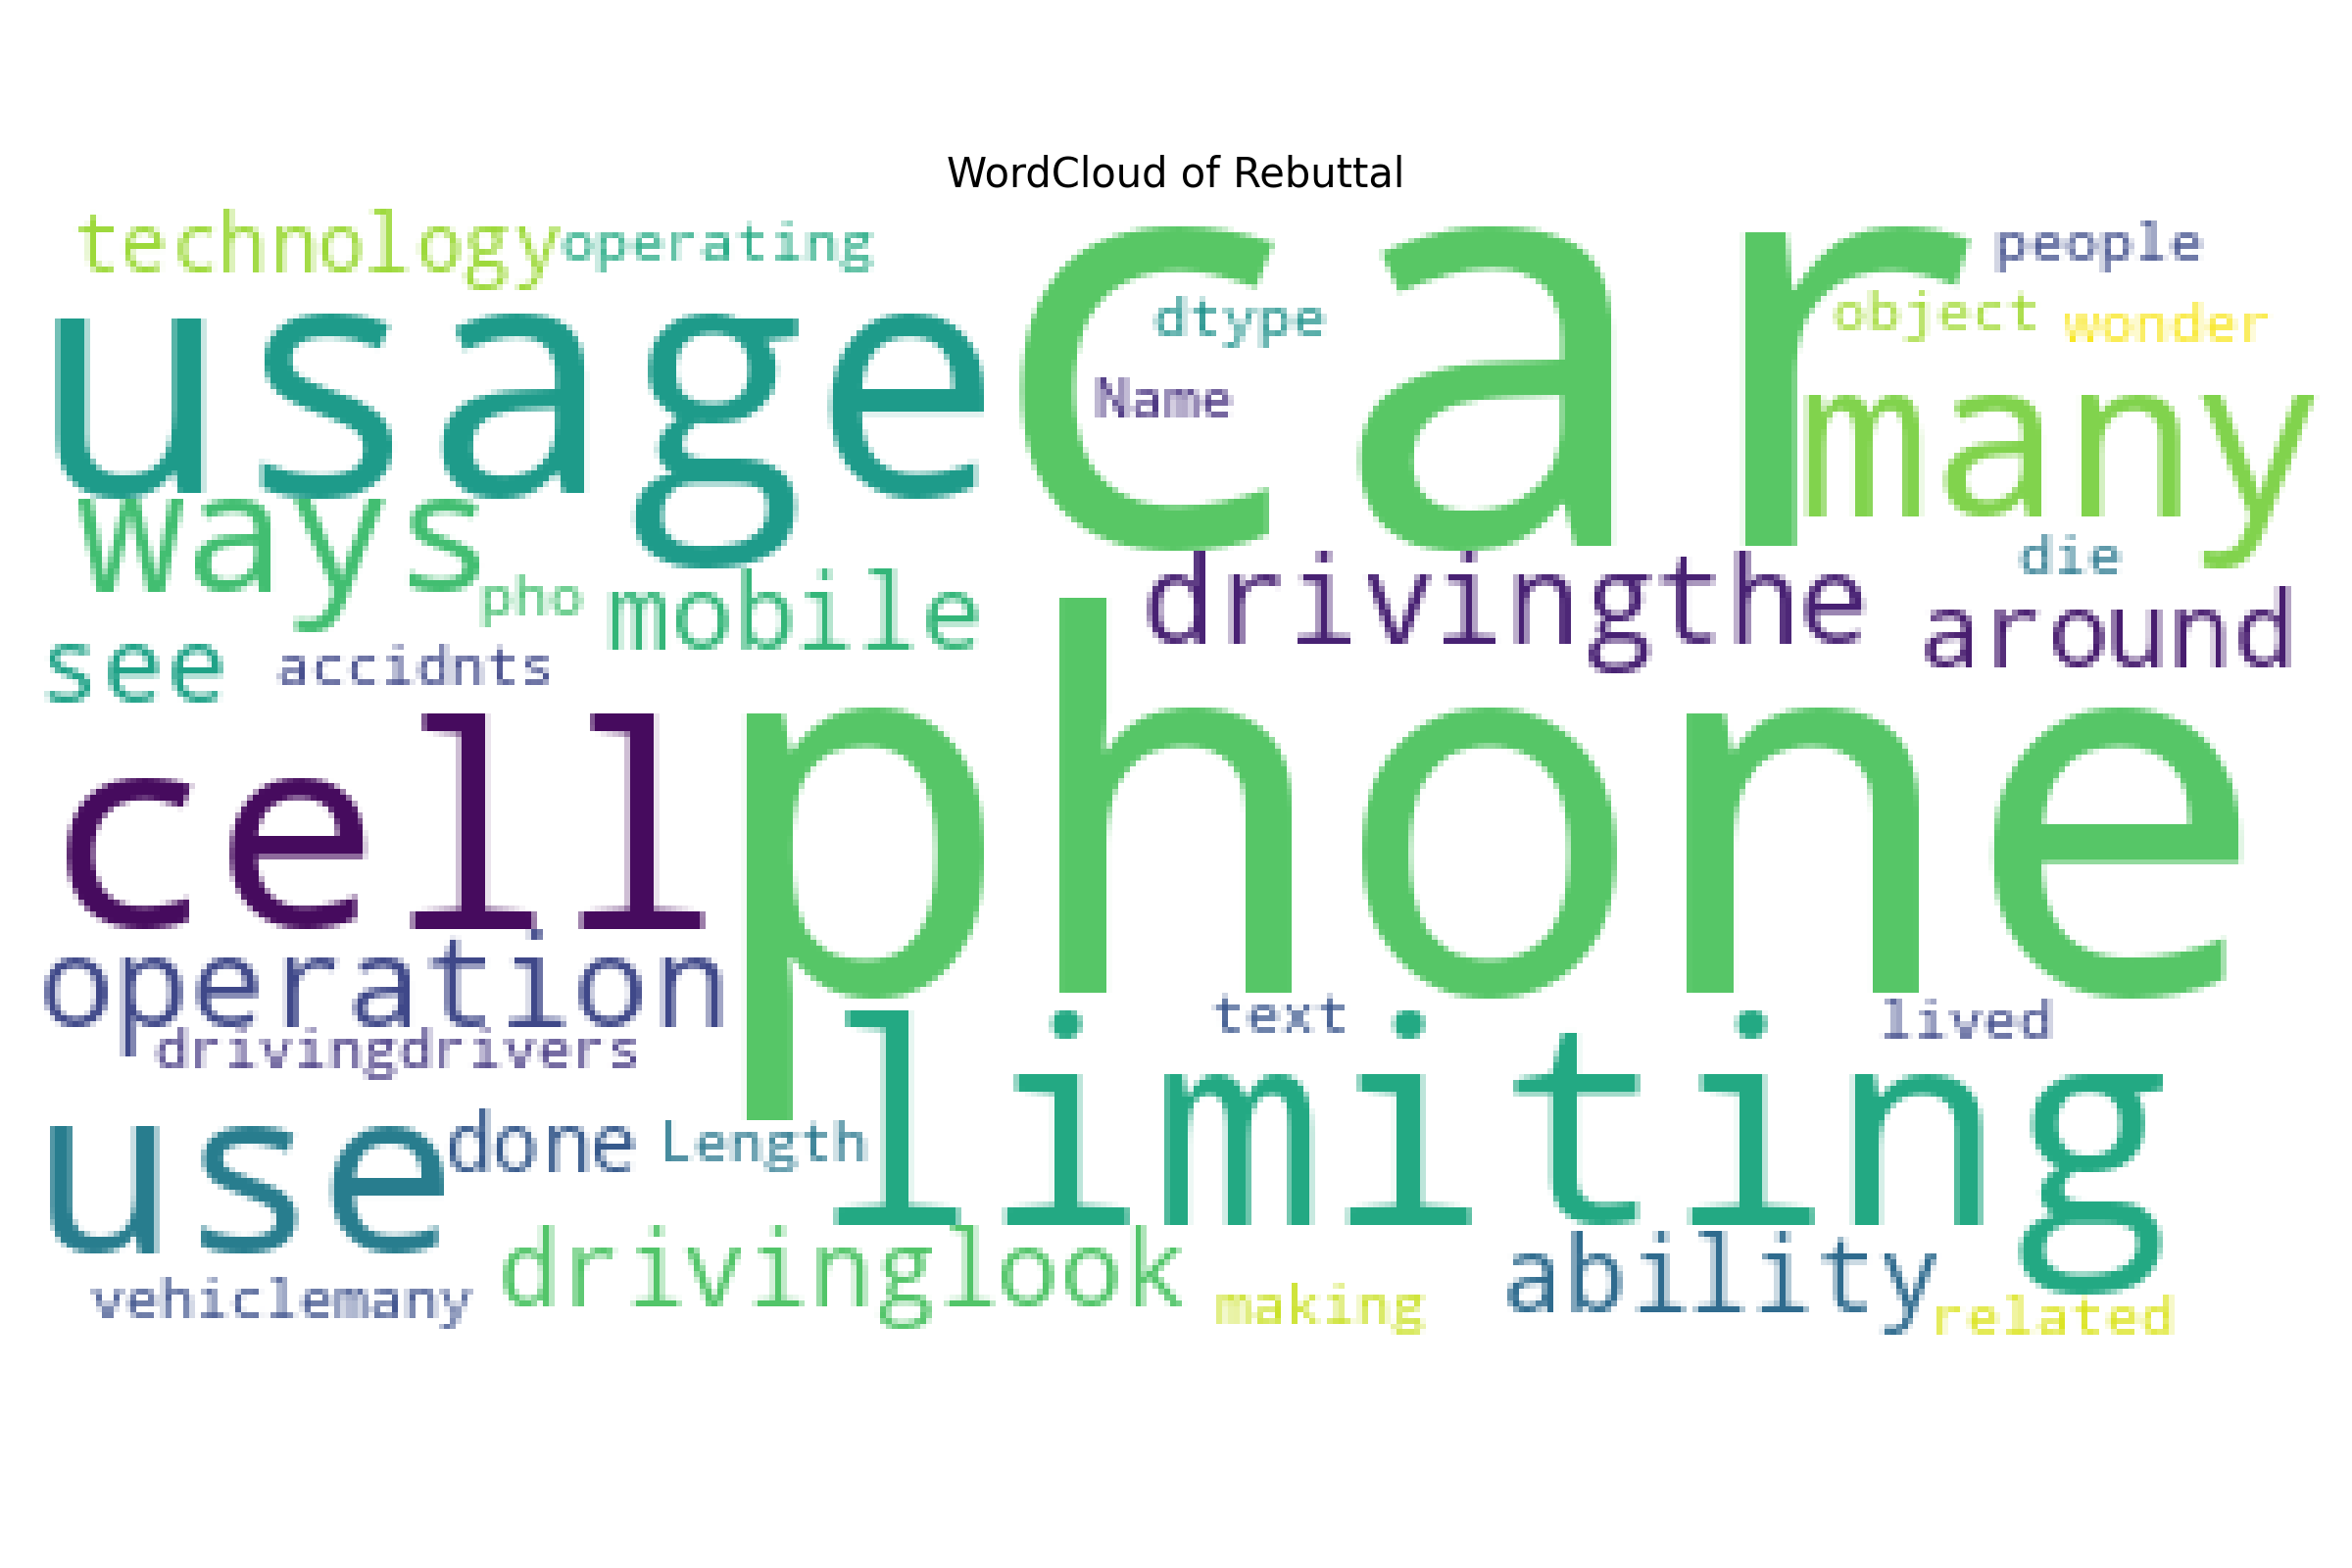 WordCloud of Rebuttal
technology operating people
car
usage dtype object wonder
Name many
ways pho mobile drivingthe die
see accidnts around
cell phone
operation text lived
drivingdrivers limiting
use done Length
drivinglook ability
vehiclemany making related